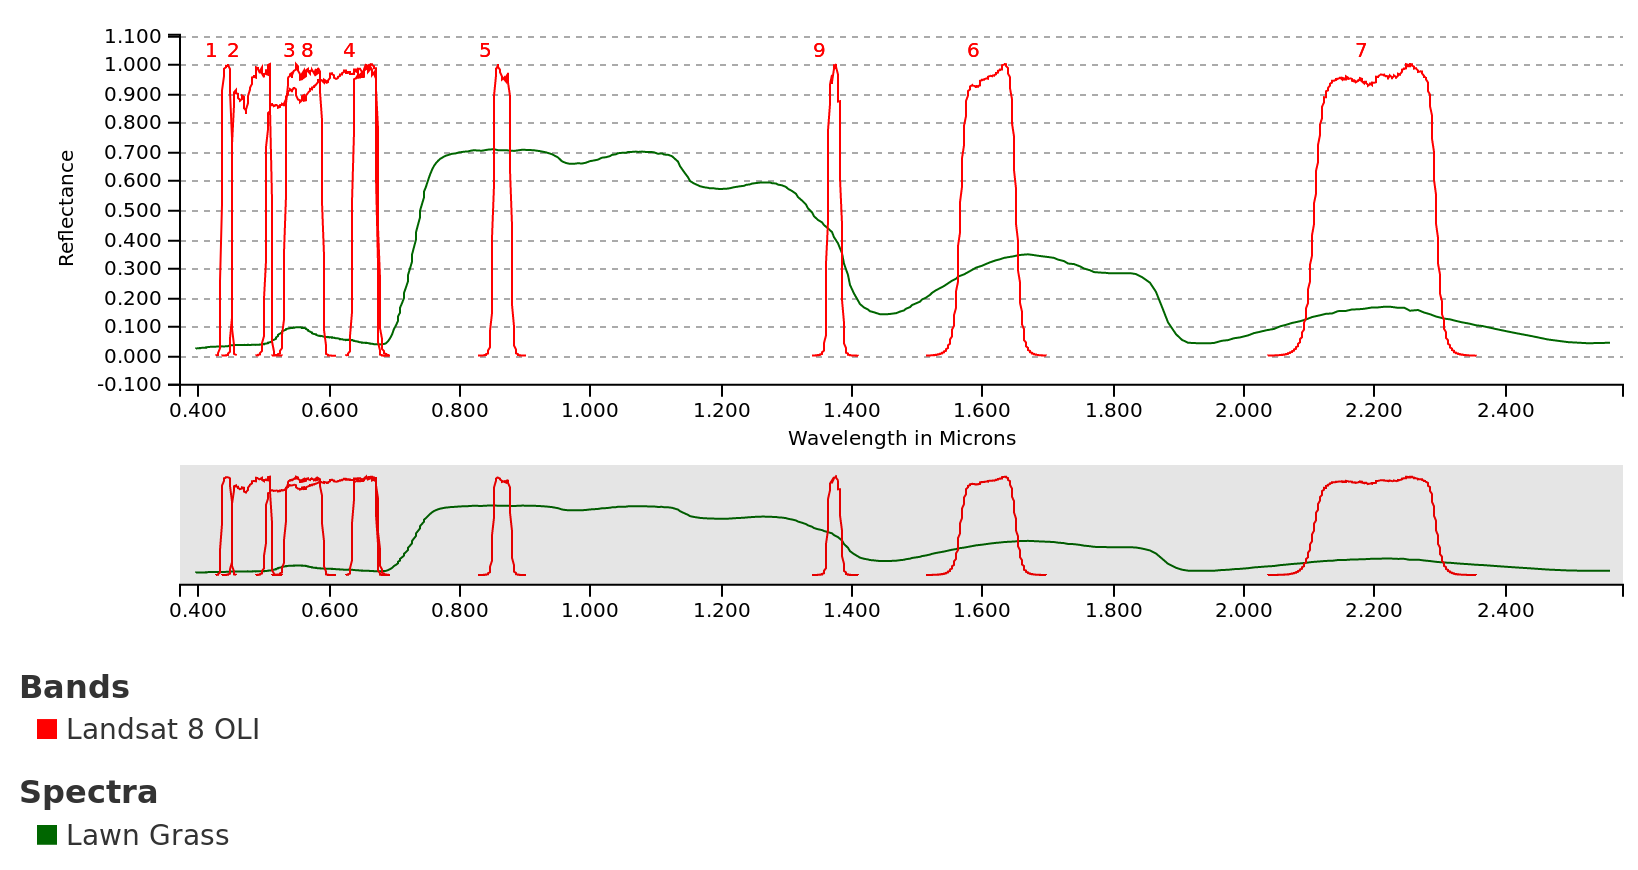 1.100
1.000
0.900
0.800
0.700
0.600
0.500
0.400
0.300
0.200
0.100
0.000
-0.100
Reflectance
1 2 3 8 4 5 9 6 7
0.400 0.600 0.800 1.000 1.200 1.400 1.600 1.800 2.000 2.200 2.400
Wavelength in Microns
0.400 0.600 0.800 1.000 1.200 1.400 1.600 1.800 2.000 2.200 2.400
Bands
Landsat 8 OLI
Spectra
Lawn Grass